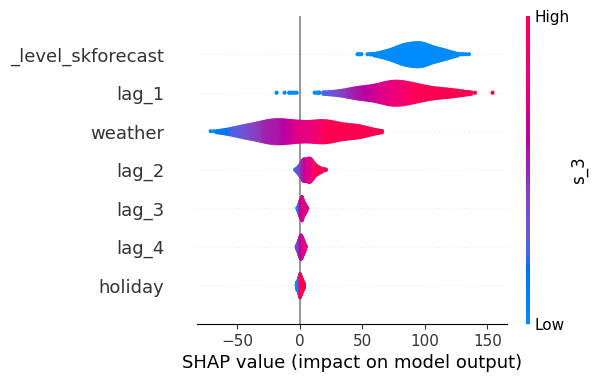 High
_level_skforecast
lag_1
weather
lag_2
s_3
lag_3
lag_4
holiday
Low
−50 0 50 100 150
SHAP value (impact on model output)